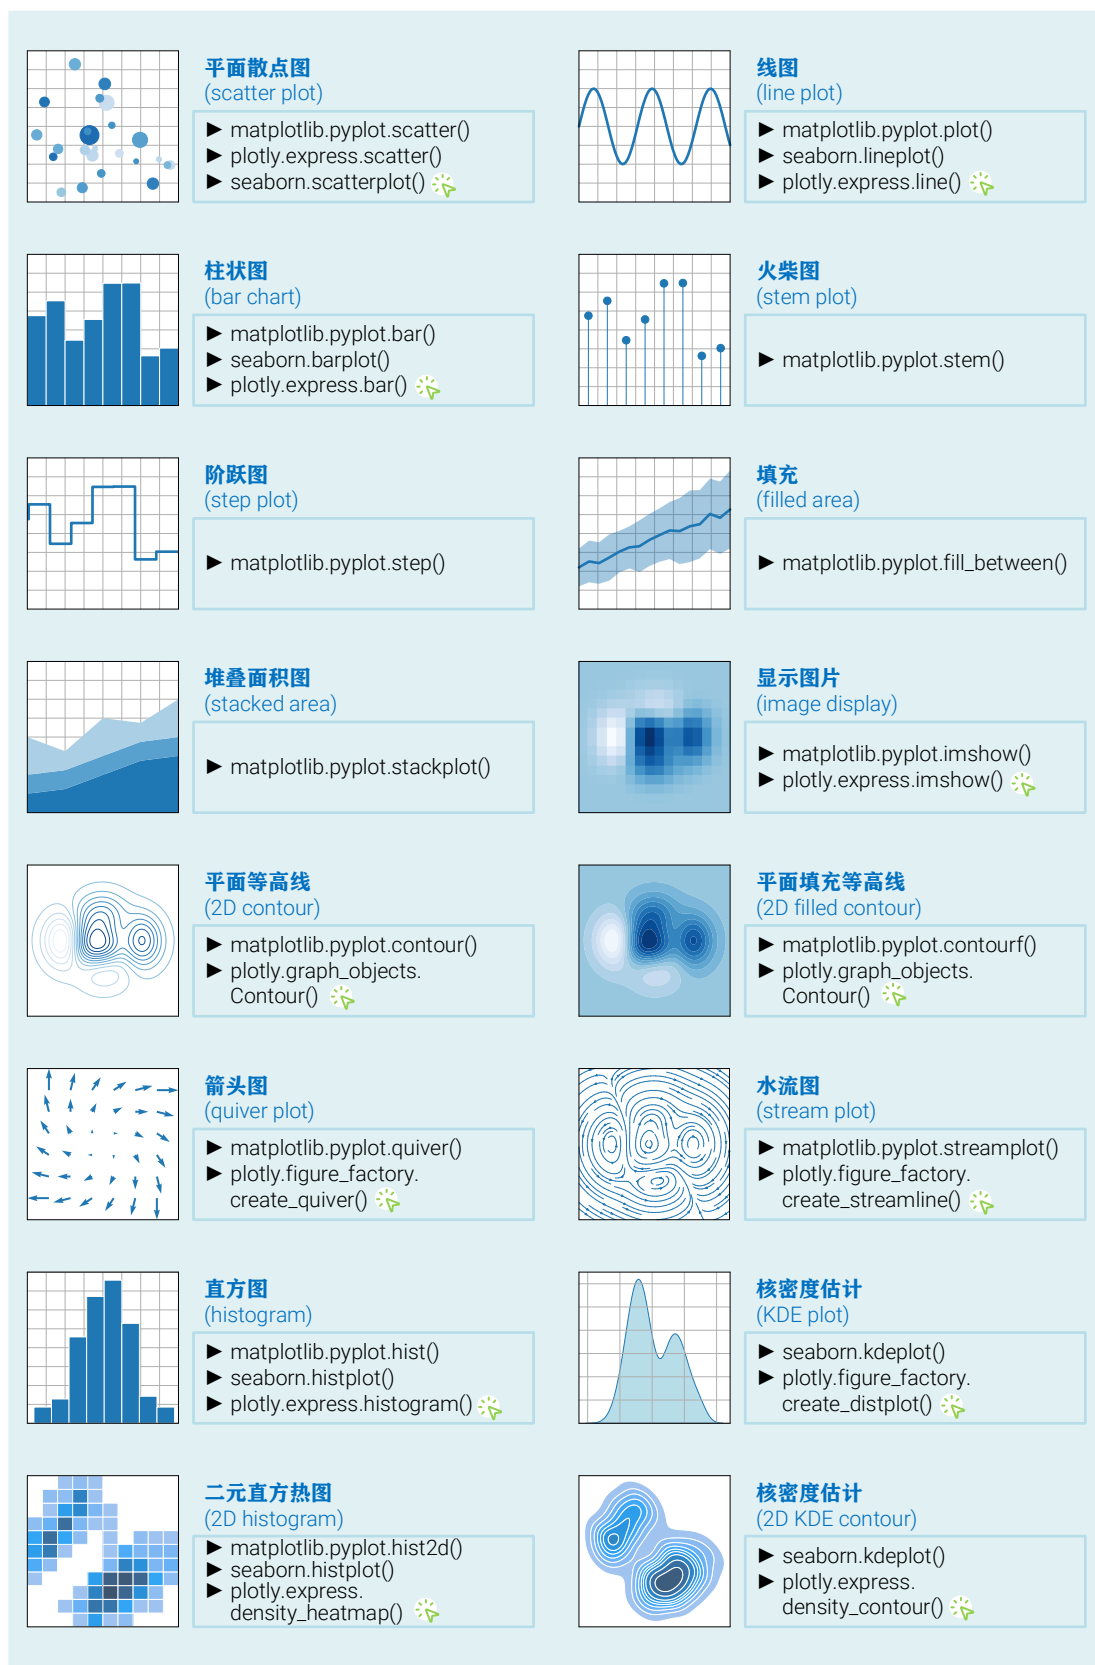 平面散点图
(scatter plot)
► matplotlib.pyplot.scatter()
► plotly.express.scatter()
► seaborn.scatterplot()
线图
(line plot)
► matplotlib.pyplot.plot()
► seaborn.lineplot()
► plotly.express.line()
柱状图
(bar chart)
► matplotlib.pyplot.bar()
► seaborn.barplot()
► plotly.express.bar()
火柴图
(stem plot)
► matplotlib.pyplot.stem()
阶跃图
(step plot)
► matplotlib.pyplot.step()
填充
(filled area)
► matplotlib.pyplot.fill_between()
堆叠面积图
(stacked area)
► matplotlib.pyplot.stackplot()
显示图片
(image display)
► matplotlib.pyplot.imshow()
► plotly.express.imshow()
平面等高线
(2D contour)
► matplotlib.pyplot.contour()
► plotly.graph_objects.
Contour()
平面填充等高线
(2D filled contour)
► matplotlib.pyplot.contourf()
► plotly.graph_objects.
Contour()
箭头图
(quiver plot)
► matplotlib.pyplot.quiver()
► plotly.figure_factory.
create_quiver()
水流图
(stream plot)
► matplotlib.pyplot.streamplot()
► plotly.figure_factory.
create_streamline()
直方图
(histogram)
► matplotlib.pyplot.hist()
► seaborn.histplot()
► plotly.express.histogram()
核密度估计
(KDE plot)
► seaborn.kdeplot()
► plotly.figure_factory.
create_distplot()
二元直方热图
(2D histogram)
► matplotlib.pyplot.hist2d()
► seaborn.histplot()
► plotly.express.
density_heatmap()
核密度估计
(2D KDE contour)
► seaborn.kdeplot()
► plotly.express.
density_contour()